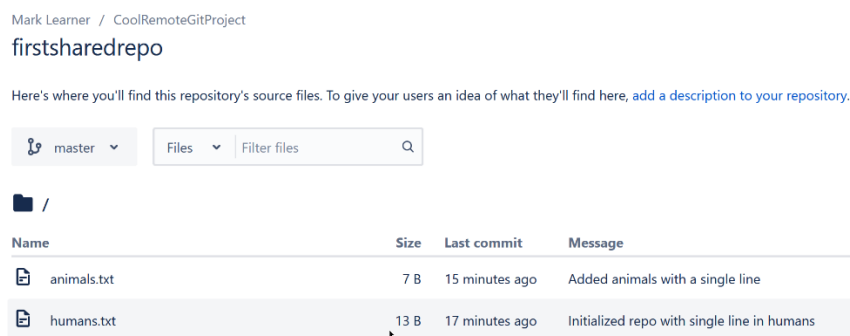 Mark Learner / CoolRemoteGitProject
firstsharedrepo
Here's where you'll find this repository's source files. To give your users an idea of what they'll find here, add a description to your repository.
master Files Filter files
/
Name Size Last commit Message
animals.txt 7 B 15 minutes ago Added animals with a single line
humans.txt 13 B 17 minutes ago Initialized repo with single line in humans